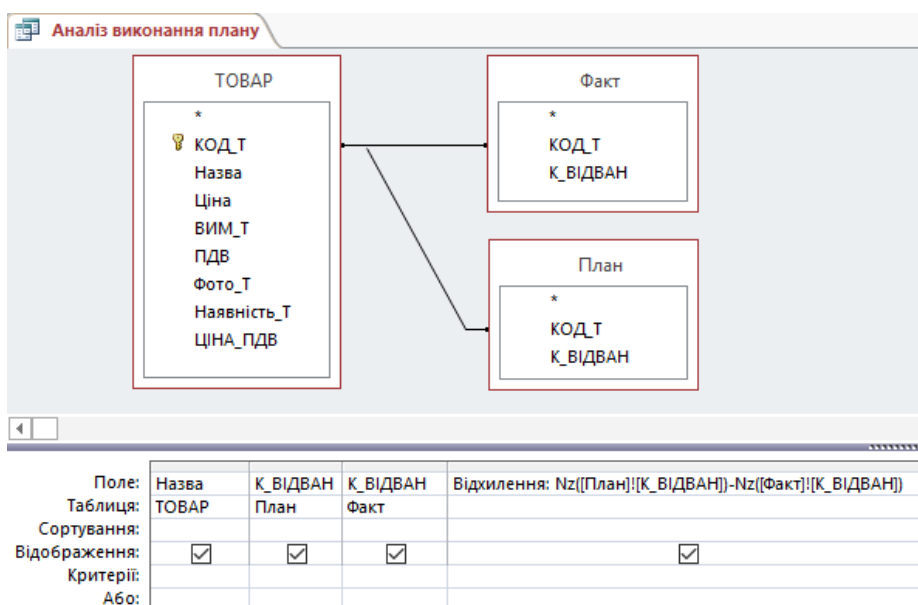 Аналіз виконання плану
ТОВАР
*
КОД_Т
Назва
Ціна
ВИМ_Т
ПДВ
Фото_Т
Наявність_Т
ЦІНА_ПДВ
Факт
*
КОД_Т
К_ВІДВАН
План
*
КОД_Т
К_ВІДВАН
Поле: Назва К_ВІДВАН К_ВІДВАН Відхилення: Nz([План]![К_ВІДВАН])-Nz([Факт]![К_ВІДВАН])
Таблиця: ТОВАР План Факт
Сортування:
Відображення:
Критерії:
Або: